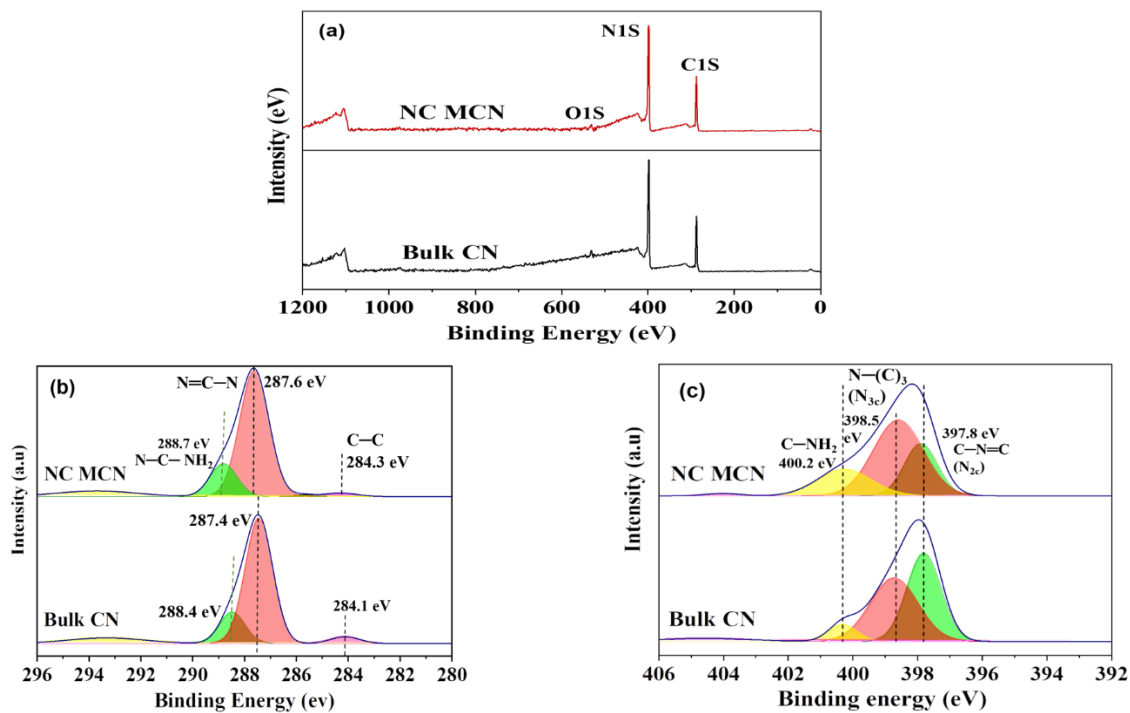 (a)
N1S
C1S
NC MCN
O1S
Bulk CN
Intensity (eV)
1200 1000 800 600 400 200 0
Binding Energy (eV)
(b)
N=C—N
287.6 eV
288.7 eV
N—C— NH2
C—C
284.3 eV
NC MCN
287.4 eV
288.4 eV
284.1 eV
Bulk CN
Intensity (a.u)
296 294 292 290 288 286 284 282 280
Binding Energy (ev)
(c)
N—(C)3
(N3c)
398.5
eV
C—NH2
400.2 eV
397.8 eV
C—N=C
(N2c)
NC MCN
Bulk CN
Intensity (a.u)
406 404 402 400 398 396 394 392
Binding energy (eV)